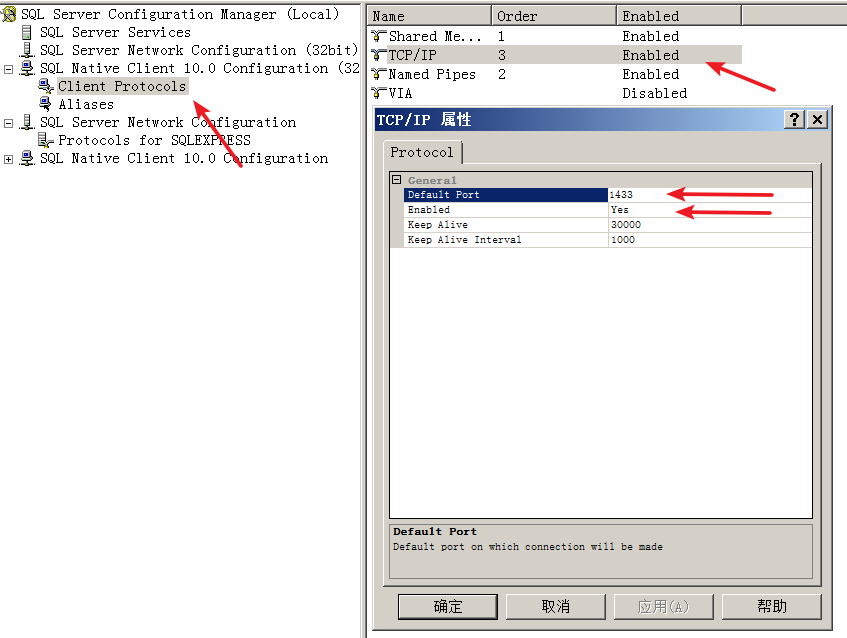 SQL Server Configuration Manager (Local)
SQL Server Services
SQL Server Network Configuration (32bit)
SQL Native Client 10.0 Configuration (32
Client Protocols
Aliases
SQL Server Network Configuration
Protocols for SQLEXPRESS
SQL Native Client 10.0 Configuration
Name Order Enabled
Shared Me... 1 Enabled
TCP/IP 3 Enabled
Named Pipes 2 Enabled
VIA Disabled
TCP/IP 属性
Protocol
General
Default Port 1433
Enabled Yes
Keep Alive 30000
Keep Alive Interval 1000
Default Port
Default port on which connection will be made
确定 取消 应用(A) 帮助